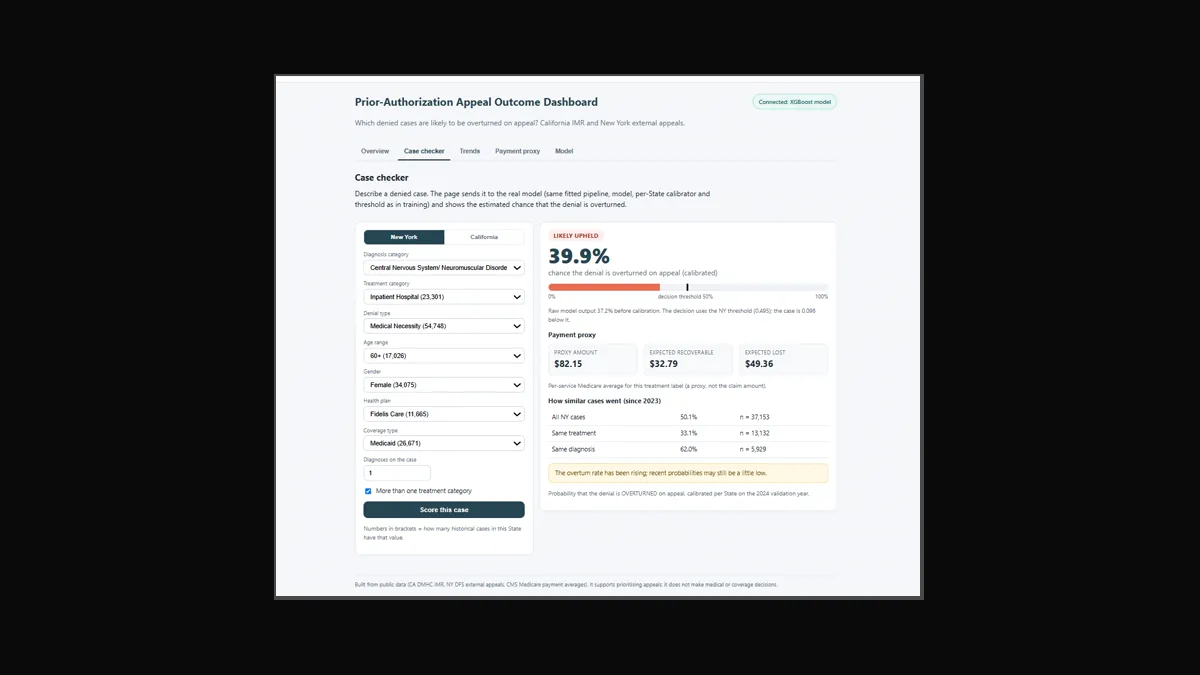 Prior-Authorization Appeal Outcome Dashboard
Connected: XGBoost model
Which denied cases are likely to be overturned on appeal? California IMR and New York external appeals.
Overview
Case checker
Trends
Payment proxy
Model
Case checker
Describe a denied case. The page sends it to the real model (same fitted pipeline, model, per-State calibrator and
threshold as in training) and shows the estimated chance that the denial is overturned.
New York
California
Diagnosis category
Central Nervous System/ Neuromuscular Disorde
Treatment category
Inpatient Hospital (23,301)
Denial type
Medical Necessity (54,748)
Age range
60+ (17,026)
Gender
Female (34,075)
Health plan
Fidelis Care (11,665)
Coverage type
Medicaid (26,671)
Diagnoses on the case
1
More than one treatment category
Score this case
Numbers in brackets = how many historical cases in this State
have that value.
LIKELY UPHELD
39.9%
chance the denial is overturned on appeal (calibrated)
0%
decision threshold 50%
100%
Raw model output 37.2% before calibration. The decision uses the NY threshold (0.495); the case is 0.096
below it.
Payment proxy
PROXY AMOUNT
$82.15
EXPECTED RECOVERABLE
$32.79
EXPECTED LOST
$49.36
Per-service Medicare average for this treatment label (a proxy, not the claim amount).
How similar cases went (since 2023)
All NY cases 50.1% n = 37,153
Same treatment 33.1% n = 13,132
Same diagnosis 62.0% n = 5,929
The overturn rate has been rising; recent probabilities may still be a little low.
Probability that the denial is OVERTURNED on appeal, calibrated per State on the 2024 validation year.
Built from public data (CA DMHC IMR, NY DFS external appeals, CMS Medicare payment averages). It supports prioritising appeals; it does not make medical or coverage decisions.